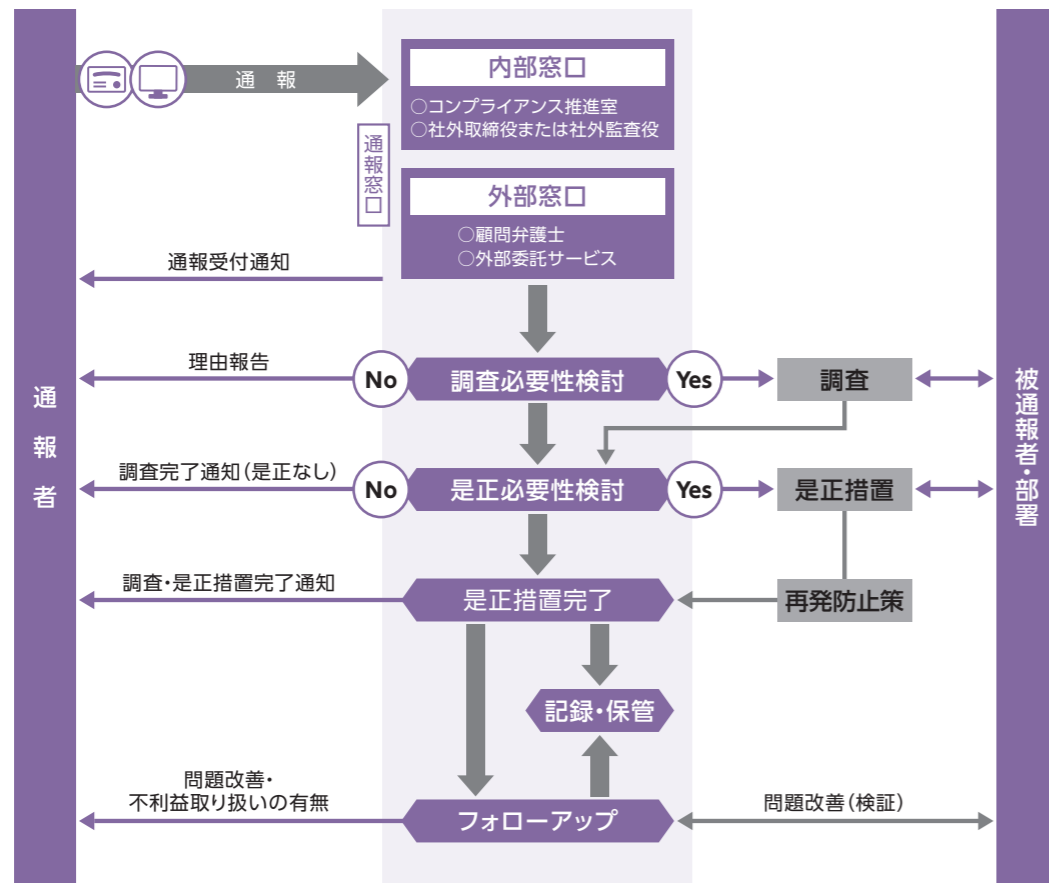 通 報
内部窓口
○コンプライアンス推進室
○社外取締役または社外監査役
通報窓口
外部窓口
○顧問弁護士
○外部委託サービス
通報受付通知
通報者
被通報者・部署
理由報告
No
調査必要性検討
Yes
調査
調査完了通知（是正なし）
No
是正必要性検討
Yes
是正措置
調査・是正措置完了通知
是正措置完了
再発防止策
記録・保管
問題改善・
不利益取り扱いの有無
フォローアップ
問題改善（検証）